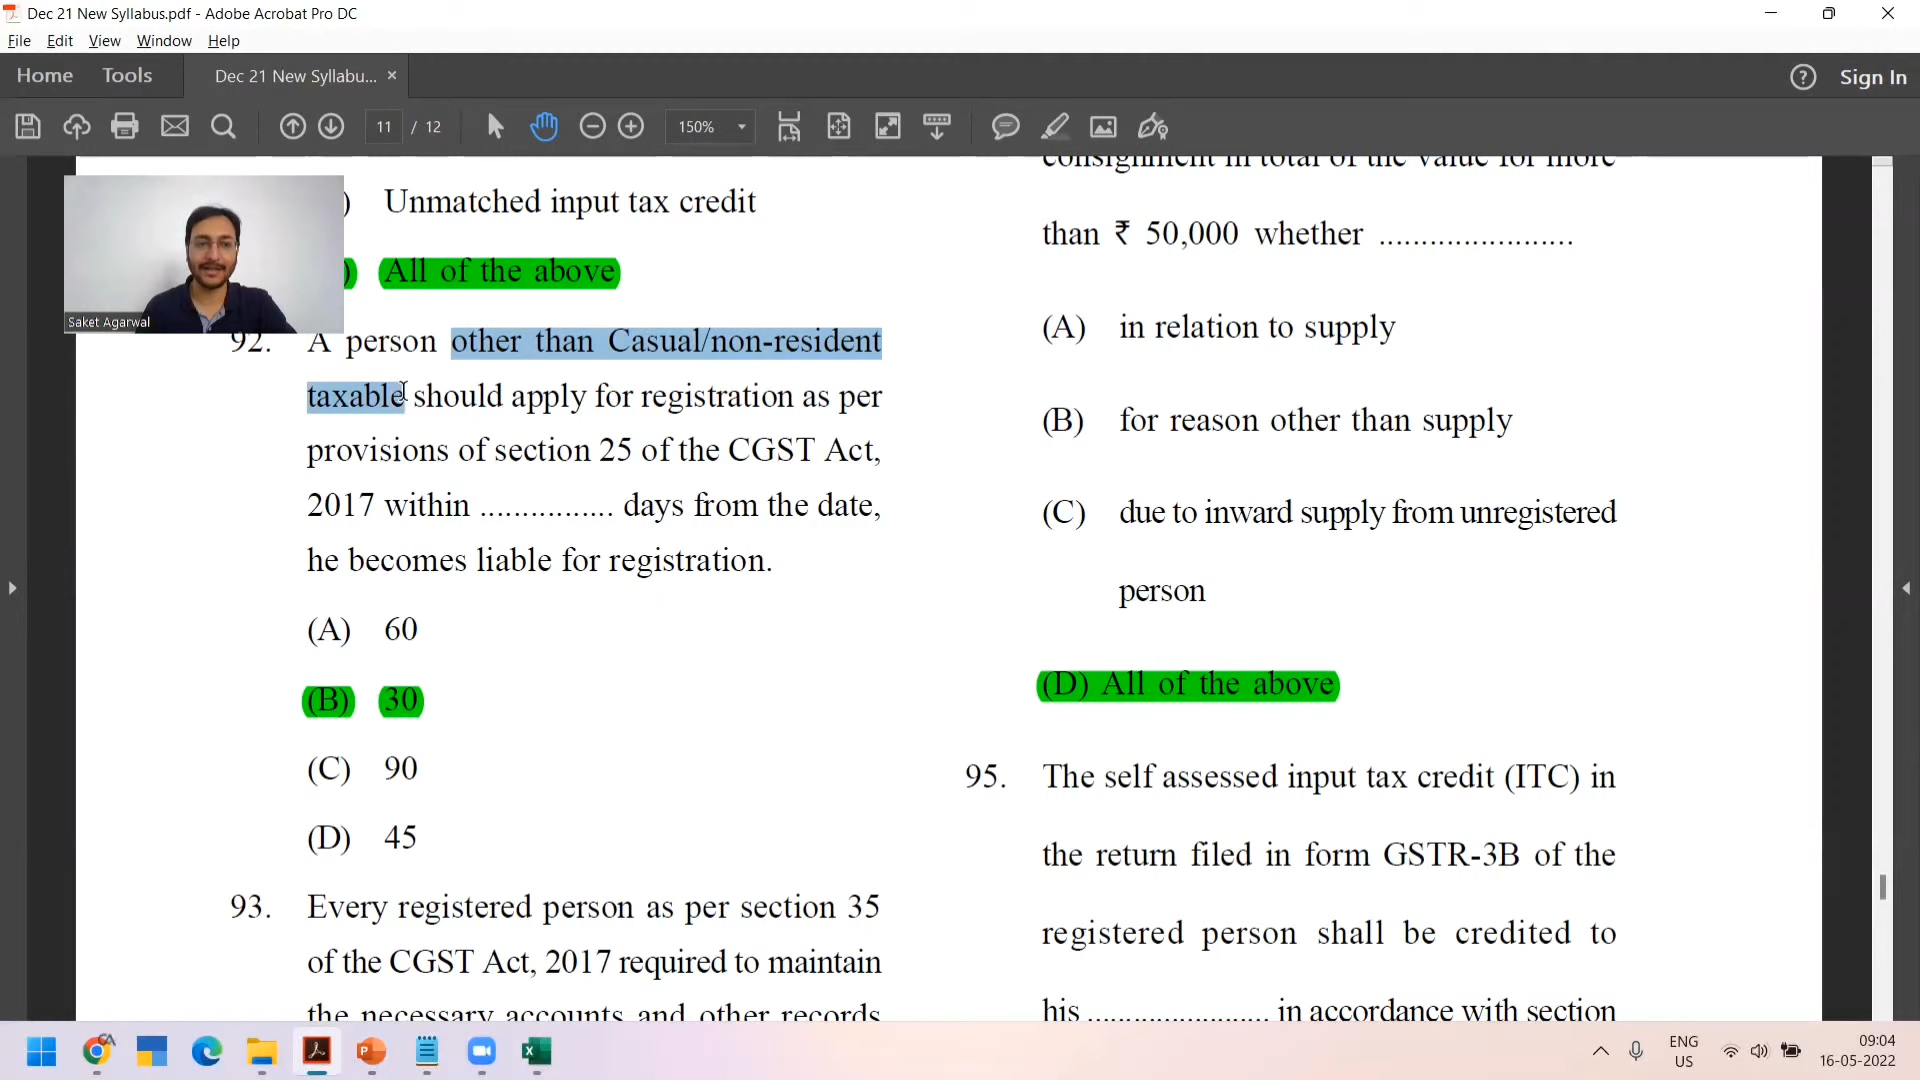 Dec 21 New Syllabus.pdf - Adobe Acrobat Pro DC
File Edit View Window Help
Home Tools Dec 21 New Syllabu... × ? Sign In
11 / 12 150%
) Unmatched input tax credit
) All of the above
Saket Agarwal
92. A person other than Casual/non-resident
taxable should apply for registration as per
provisions of section 25 of the CGST Act,
2017 within ................ days from the date,
he becomes liable for registration.
(A) 60
(B) 30
(C) 90
(D) 45
93. Every registered person as per section 35
of the CGST Act, 2017 required to maintain
the necessary accounts and other records
consignment in total of the value for more
than ₹ 50,000 whether .......................
(A) in relation to supply
(B) for reason other than supply
(C) due to inward supply from unregistered
person
(D) All of the above
95. The self assessed input tax credit (ITC) in
the return filed in form GSTR-3B of the
registered person shall be credited to
his ...................... in accordance with section
ENG
US
09:04
16-05-2022